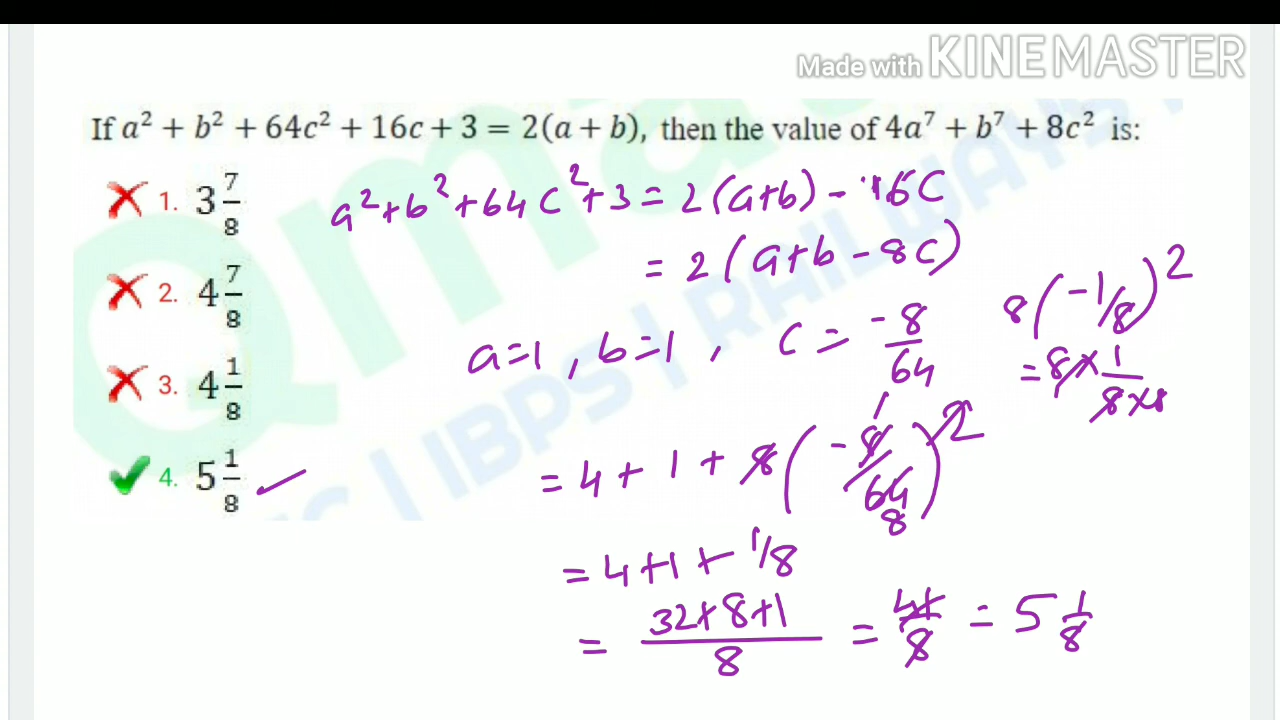 Made with KINEMASTER
If a² + b² + 64c² + 16c + 3 = 2(a + b), then the value of 4a⁷ + b⁷ + 8c² is:
1. 3 7/8
2. 4 7/8
3. 4 1/8
4. 5 1/8
a² + b² + 64c² + 3 = 2(a+b) - 16c
= 2(a+b - 8c)
a=1, b=1, c = -8/64
8(-1/8)²
= 8 × 1/8×8
= 4 + 1 + 8(-8/64)²
1
8
= 4+1 + 1/8
= 32+8+1/8 = 41/8 = 5 1/8